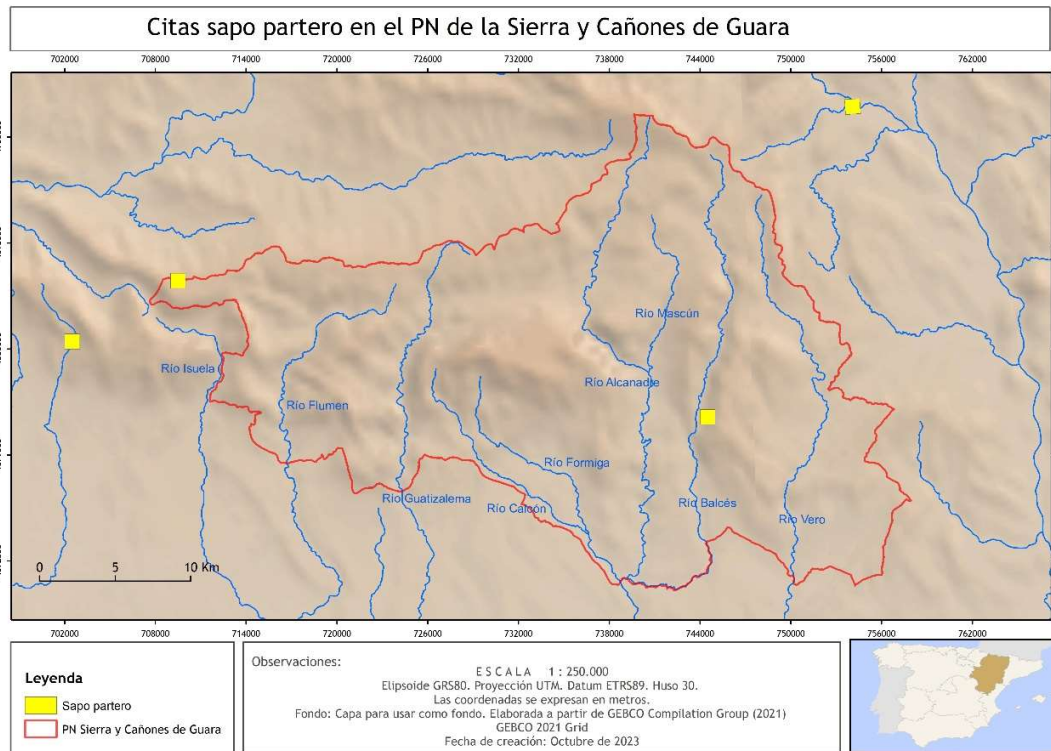 Citas sapo partero en el PN de la Sierra y Cañones de Guara
702000 708000 714000 720000 726000 732000 738000 744000 750000 756000 762000
Río Mascún
Río Isuela
Río Alcanadre
Río Flumen
Río Formiga
Río Guatizalema
Río Calcón
Río Balcés
Río Vero
0 5 10 Km
702000 708000 714000 720000 726000 732000 738000 744000 750000 756000 762000
Leyenda
Sapo partero
PN Sierra y Cañones de Guara
Observaciones:
ESCALA 1 : 250.000
Elipsoide GRS80. Proyección UTM. Datum ETRS89. Huso 30.
Las coordenadas se expresan en metros.
Fondo: Capa para usar como fondo. Elaborada a partir de GEBCO Compilation Group (2021)
GEBCO 2021 Grid
Fecha de creación: Octubre de 2023